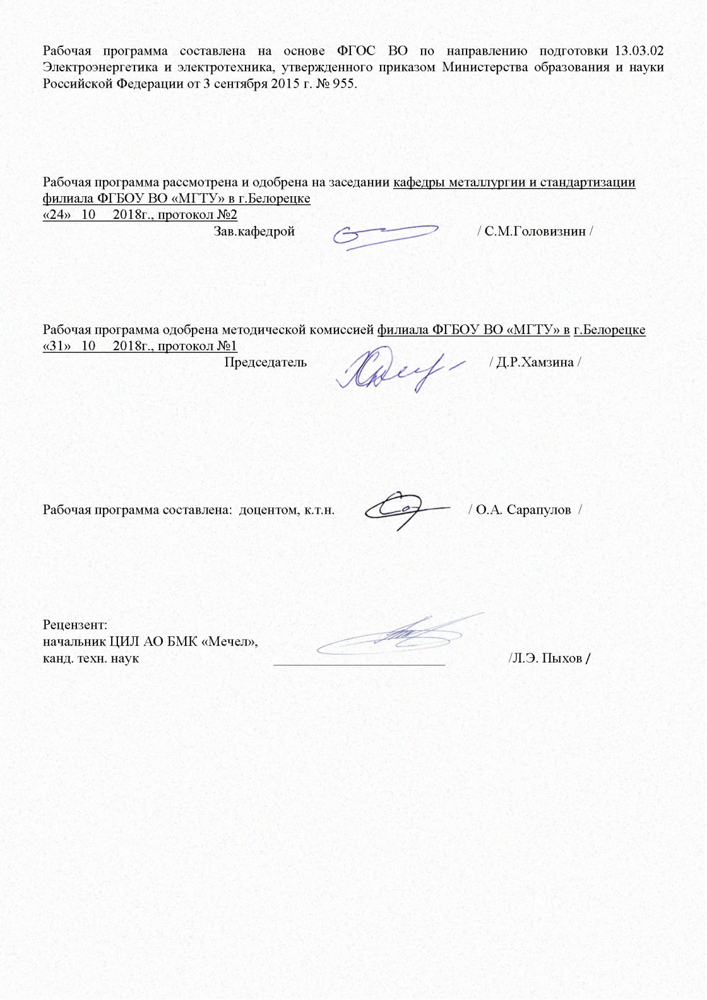 Рабочая программа составлена на основе ФГОС ВО по направлению подготовки 13.03.02
Электроэнергетика и электротехника, утвержденного приказом Министерства образования и науки
Российской Федерации от 3 сентября 2015 г. № 955.
Рабочая программа рассмотрена и одобрена на заседании кафедры металлургии и стандартизации
филиала ФГБОУ ВО «МГТУ» в г.Белорецке
«24» 10 2018г., протокол №2
Зав.кафедрой / С.М.Головизнин /
Рабочая программа одобрена методической комиссией филиала ФГБОУ ВО «МГТУ» в г.Белорецке
«31» 10 2018г., протокол №1
Председатель / Д.Р.Хамзина /
Рабочая программа составлена: доцентом, к.т.н. / О.А. Сарапулов /
Рецензент:
начальник ЦИЛ АО БМК «Мечел»,
канд. техн. наук /Л.Э. Пыхов /